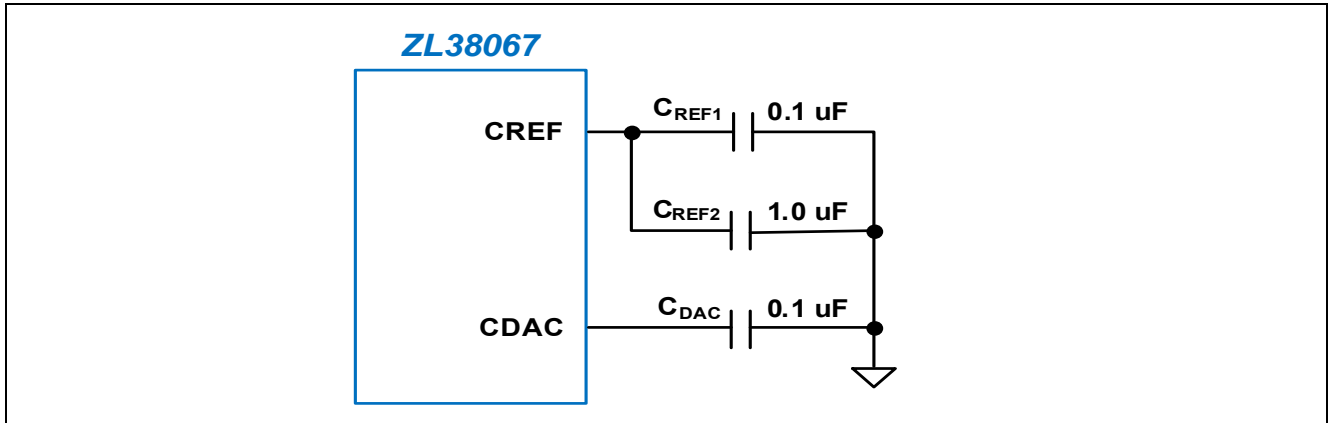 ZL38067
CREF
CREF1 0.1 uF
CREF2 1.0 uF
CDAC
CDAC 0.1 uF